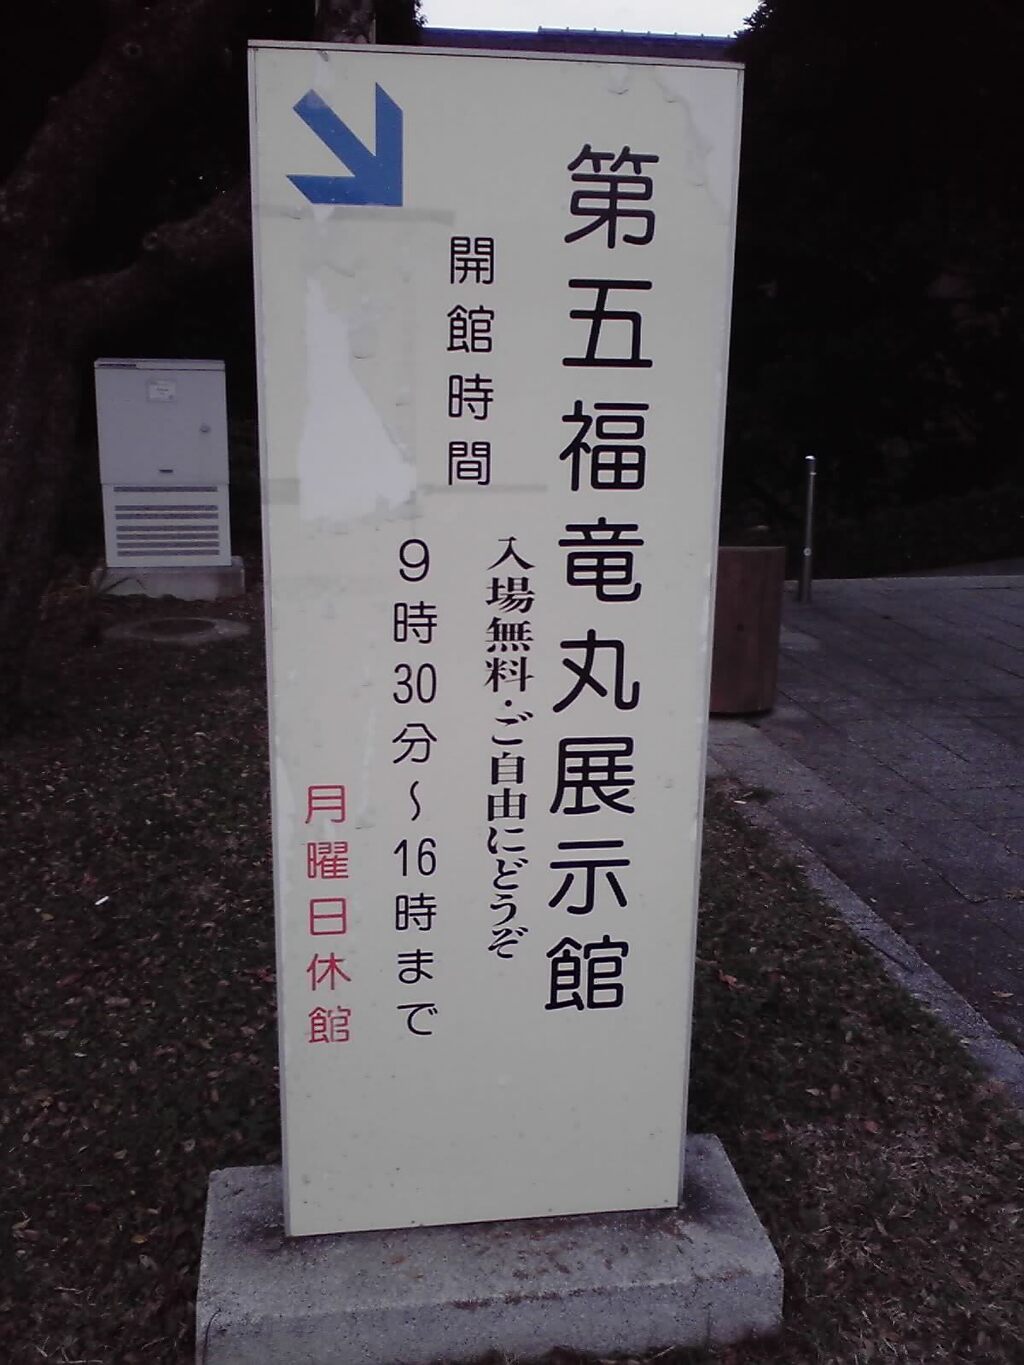 第五福竜丸展示館
入場無料・ご自由にどうぞ
開館時間
9時30分～16時まで
月曜日休館